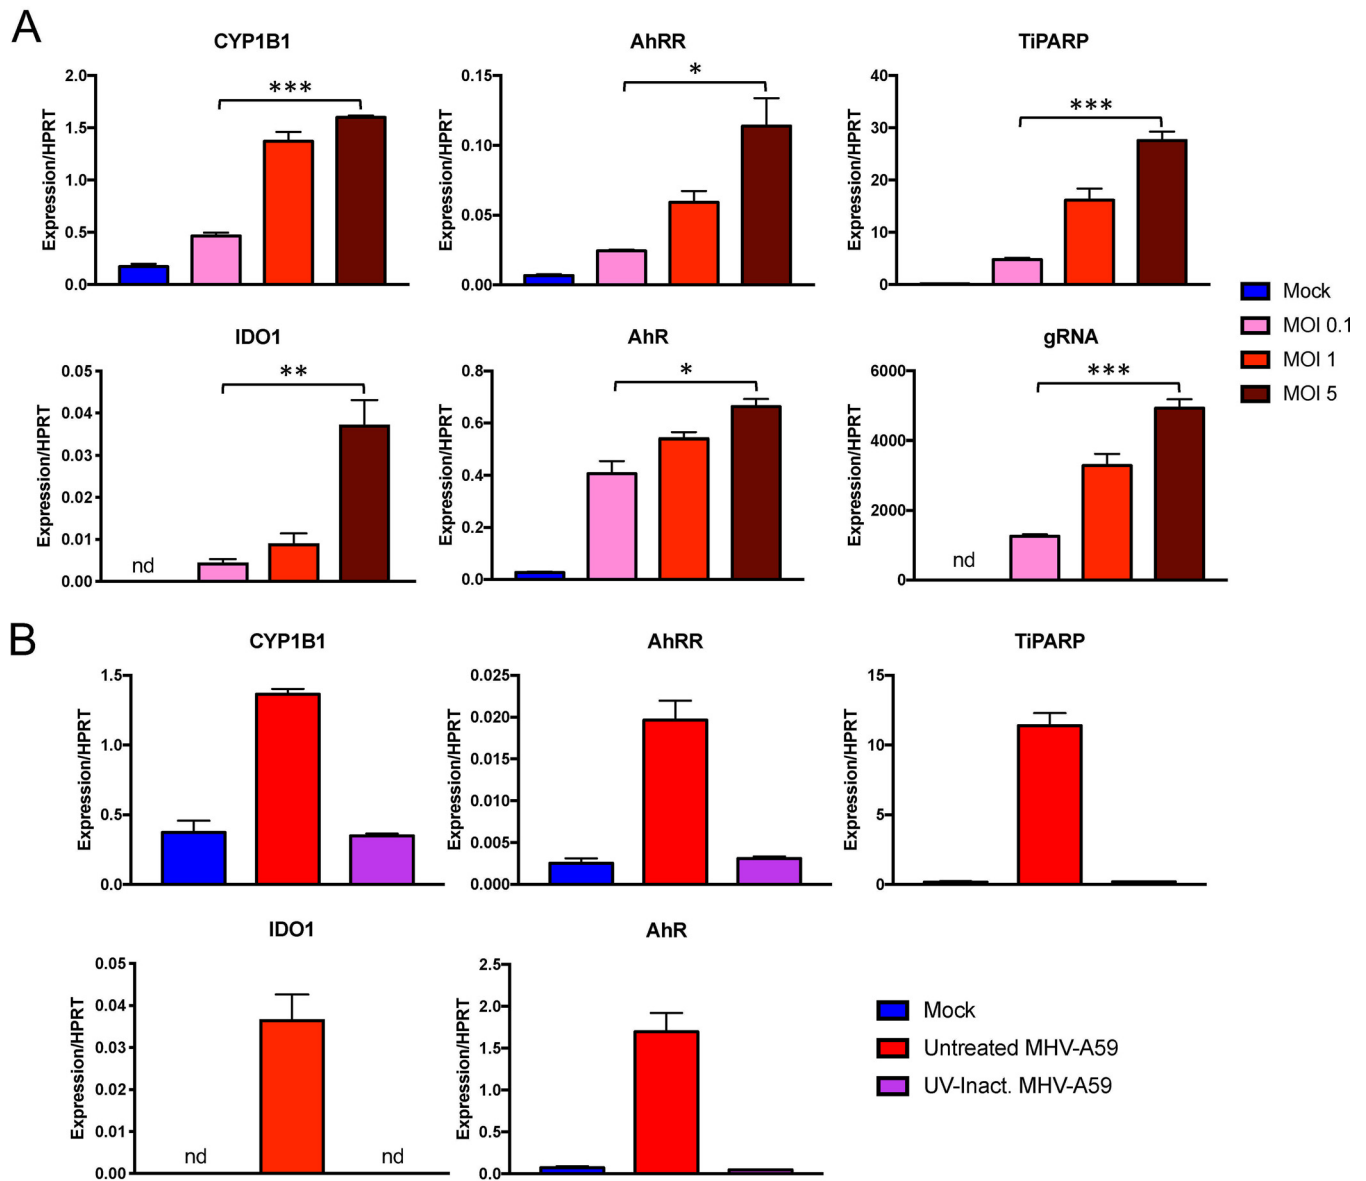 A
CYP1B1
Expression/HPRT
2.0
1.5
1.0
0.5
0.0
***
AhRR
Expression/HPRT
0.15
0.10
0.05
0.00
*
TiPARP
Expression/HPRT
40
30
20
10
0
***
Mock
MOI 0.1
MOI 1
MOI 5
IDO1
Expression/HPRT
0.05
0.04
0.03
0.02
0.01
0.00
nd
**
AhR
Expression/HPRT
0.8
0.6
0.4
0.2
0.0
*
gRNA
Expression/HPRT
6000
4000
2000
0
nd
***
B
CYP1B1
Expression/HPRT
1.5
1.0
0.5
0.0
AhRR
Expression/HPRT
0.025
0.020
0.015
0.010
0.005
0.000
TiPARP
Expression/HPRT
15
10
5
0
IDO1
Expression/HPRT
0.05
0.04
0.03
0.02
0.01
0.00
nd
nd
AhR
Expression/HPRT
2.5
2.0
1.5
1.0
0.5
0.0
Mock
Untreated MHV-A59
UV-Inact. MHV-A59